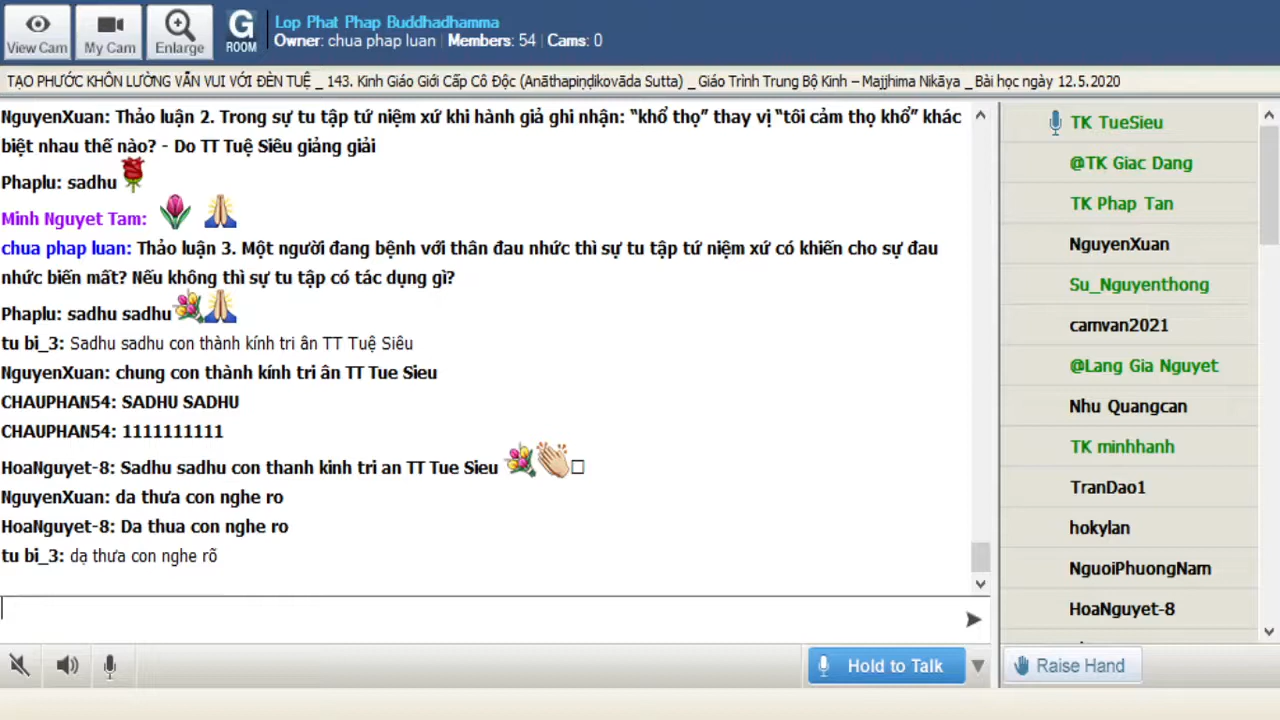 View Cam
My Cam
Enlarge
G
ROOM
Lop Phat Phap Buddhadhamma
Owner: chua phap luan | Members: 54 | Cams: 0
TẠO PHƯỚC KHÔN LƯỜNG VẪN VUI VỚI ĐÈN TUỆ _ 143. Kinh Giáo Giới Cấp Cô Độc (Anāthapiṇḍikovāda Sutta) _ Giáo Trình Trung Bộ Kinh – Majjhima Nikāya _ Bài học ngày 12.5.2020
NguyenXuan: Thảo luận 2. Trong sự tu tập tứ niệm xứ khi hành giả ghi nhận: “khổ thọ” thay vị “tôi cảm thọ khổ” khác
biệt nhau thế nào? - Do TT Tuệ Siêu giảng giải
Phaplu: sadhu
Minh Nguyet Tam:
chua phap luan: Thảo luận 3. Một người đang bệnh với thân đau nhức thì sự tu tập tứ niệm xứ có khiến cho sự đau
nhức biến mất? Nếu không thì sự tu tập có tác dụng gì?
Phaplu: sadhu sadhu
tu bi_3: Sadhu sadhu con thành kính tri ân TT Tuệ Siêu
NguyenXuan: chung con thành kính tri ân TT Tue Sieu
CHAUPHAN54: SADHU SADHU
CHAUPHAN54: 1111111111
HoaNguyet-8: Sadhu sadhu con thanh kinh tri an TT Tue Sieu
NguyenXuan: da thưa con nghe ro
HoaNguyet-8: Da thua con nghe ro
tu bi_3: dạ thưa con nghe rõ
Hold to Talk
TK TueSieu
@TK Giac Dang
TK Phap Tan
NguyenXuan
Su_Nguyenthong
camvan2021
@Lang Gia Nguyet
Nhu Quangcan
TK minhhanh
TranDao1
hokylan
NguoiPhuongNam
HoaNguyet-8
Raise Hand